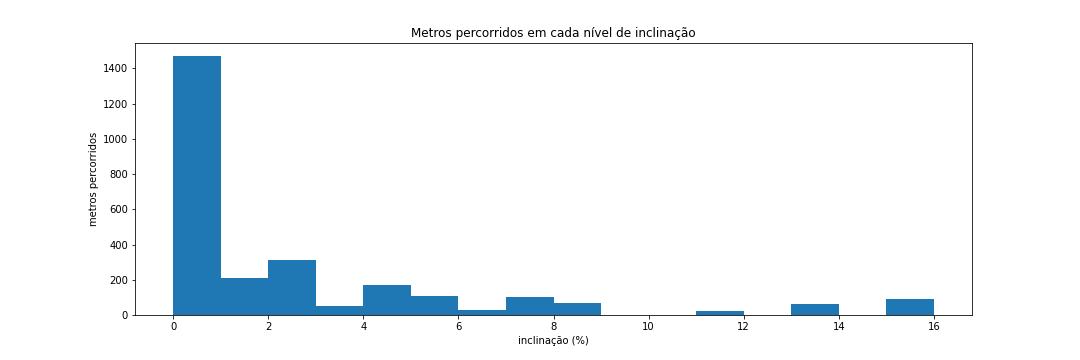 Metros percorridos em cada nível de inclinação
metros percorridos
1400
1200
1000
800
600
400
200
0
0 2 4 6 8 10 12 14 16
inclinação (%)